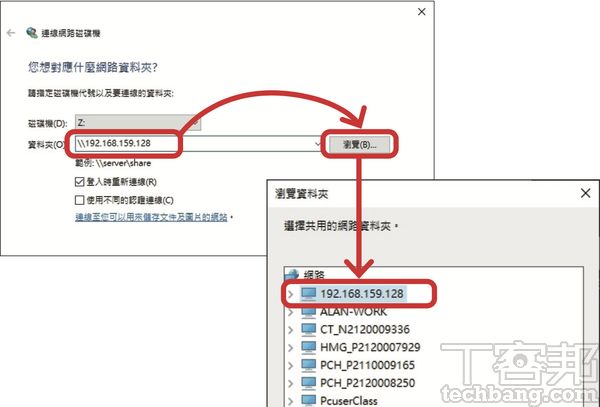 連線網路磁碟機
您想對應什麼網路資料夾?
請指定磁碟機代號以及要連線的資料夾:
磁碟機(D): Z:
資料夾(O): \\192.168.159.128 瀏覽(B)...
範例: \\server\share
登入時重新連線(R)
使用不同的認證連線(C)
連線至您可以用來儲存文件及圖片的網站。
瀏覽資料夾
選擇共用的網路資料夾。
網路
192.168.159.128
ALAN-WORK
CT_N2120009336
HMG_P2120007929
PCH_P2110009165
PCH_P2120008250
PcuserClass
T客邦
techbang.com